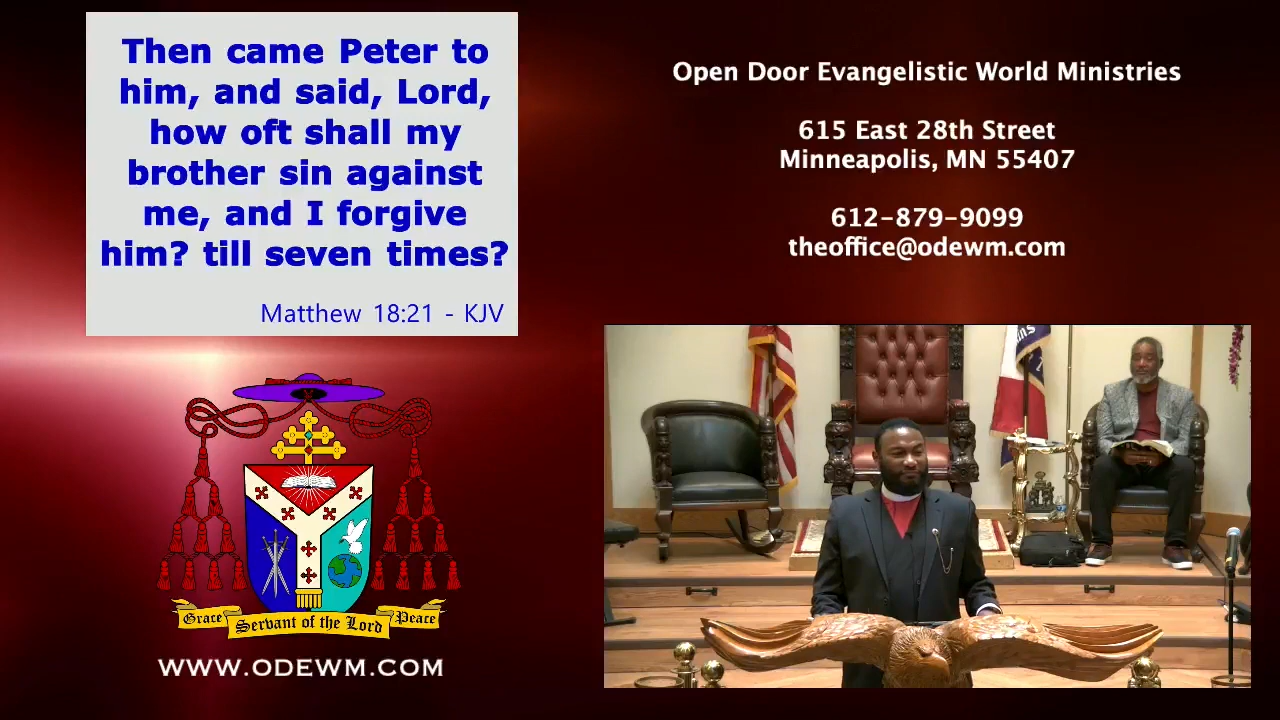 Then came Peter to
him, and said, Lord,
how oft shall my
brother sin against
me, and I forgive
him? till seven times?
Matthew 18:21 - KJV
Open Door Evangelistic World Ministries
615 East 28th Street
Minneapolis, MN 55407
612-879-9099
theoffice@odewm.com
Grace
Servant of the Lord
Peace
WWW.ODEWM.COM